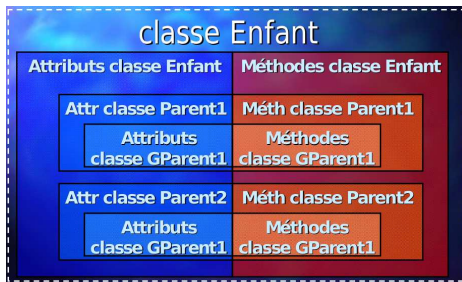 classe Enfant
Attributs classe Enfant
Méthodes classe Enfant
Attr classe Parent1
Méth classe Parent1
Attributs
classe GParent1
Méthodes
classe GParent1
Attr classe Parent2
Méth classe Parent2
Attributs
classe GParent1
Méthodes
classe GParent1